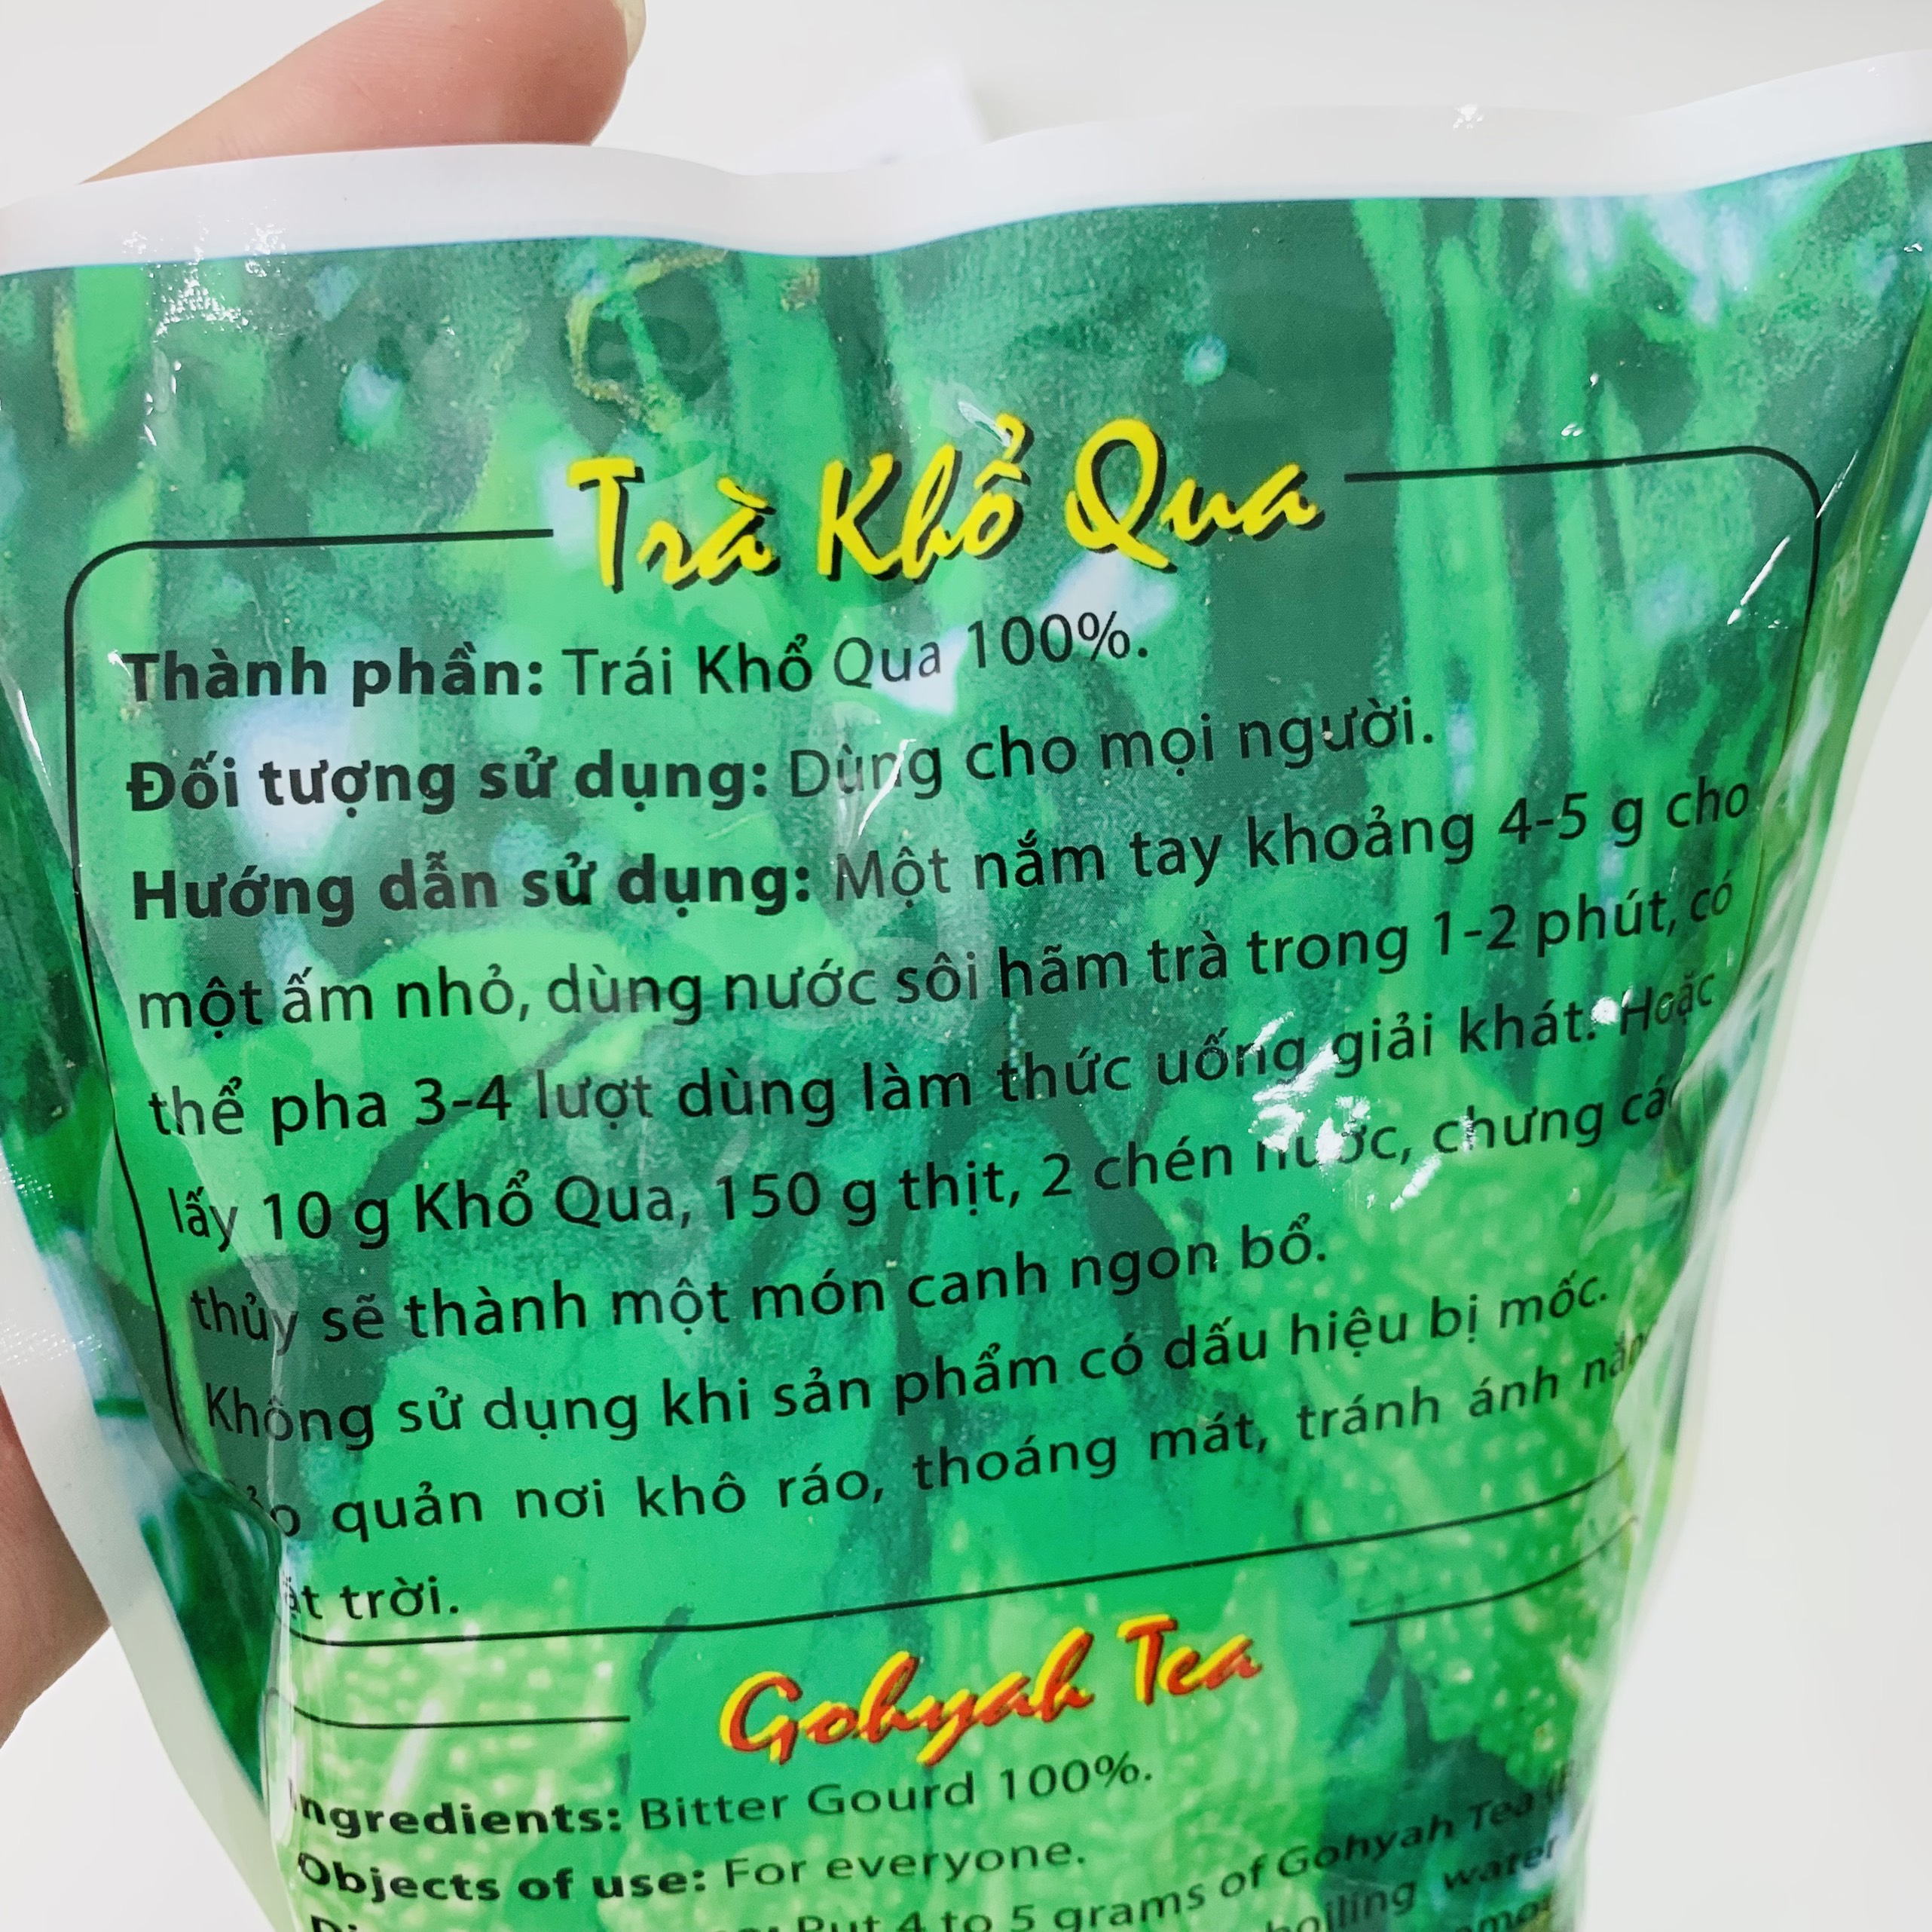 Trà Khổ Qua
Thành phần: Trái Khổ Qua 100%.
Đối tượng sử dụng: Dùng cho mọi người.
Hướng dẫn sử dụng: Một nắm tay khoảng 4-5 g cho
một ấm nhỏ, dùng nước sôi hãm trà trong 1-2 phút, có
thể pha 3-4 lượt dùng làm thức uống giải khát. Hoặc
lấy 10 g Khổ Qua, 150 g thịt, 2 chén nước, chưng
thủy sẽ thành một món canh ngon bổ.
Không sử dụng khi sản phẩm có dấu hiệu bị mốc.
quản nơi khô ráo, thoáng mát, tránh ánh
trời.
Gohyah Tea
Ingredients: Bitter Gourd 100%.
Objects of use: For everyone.
Put 4 to 5 grams of Gohyah Tea
boiling water